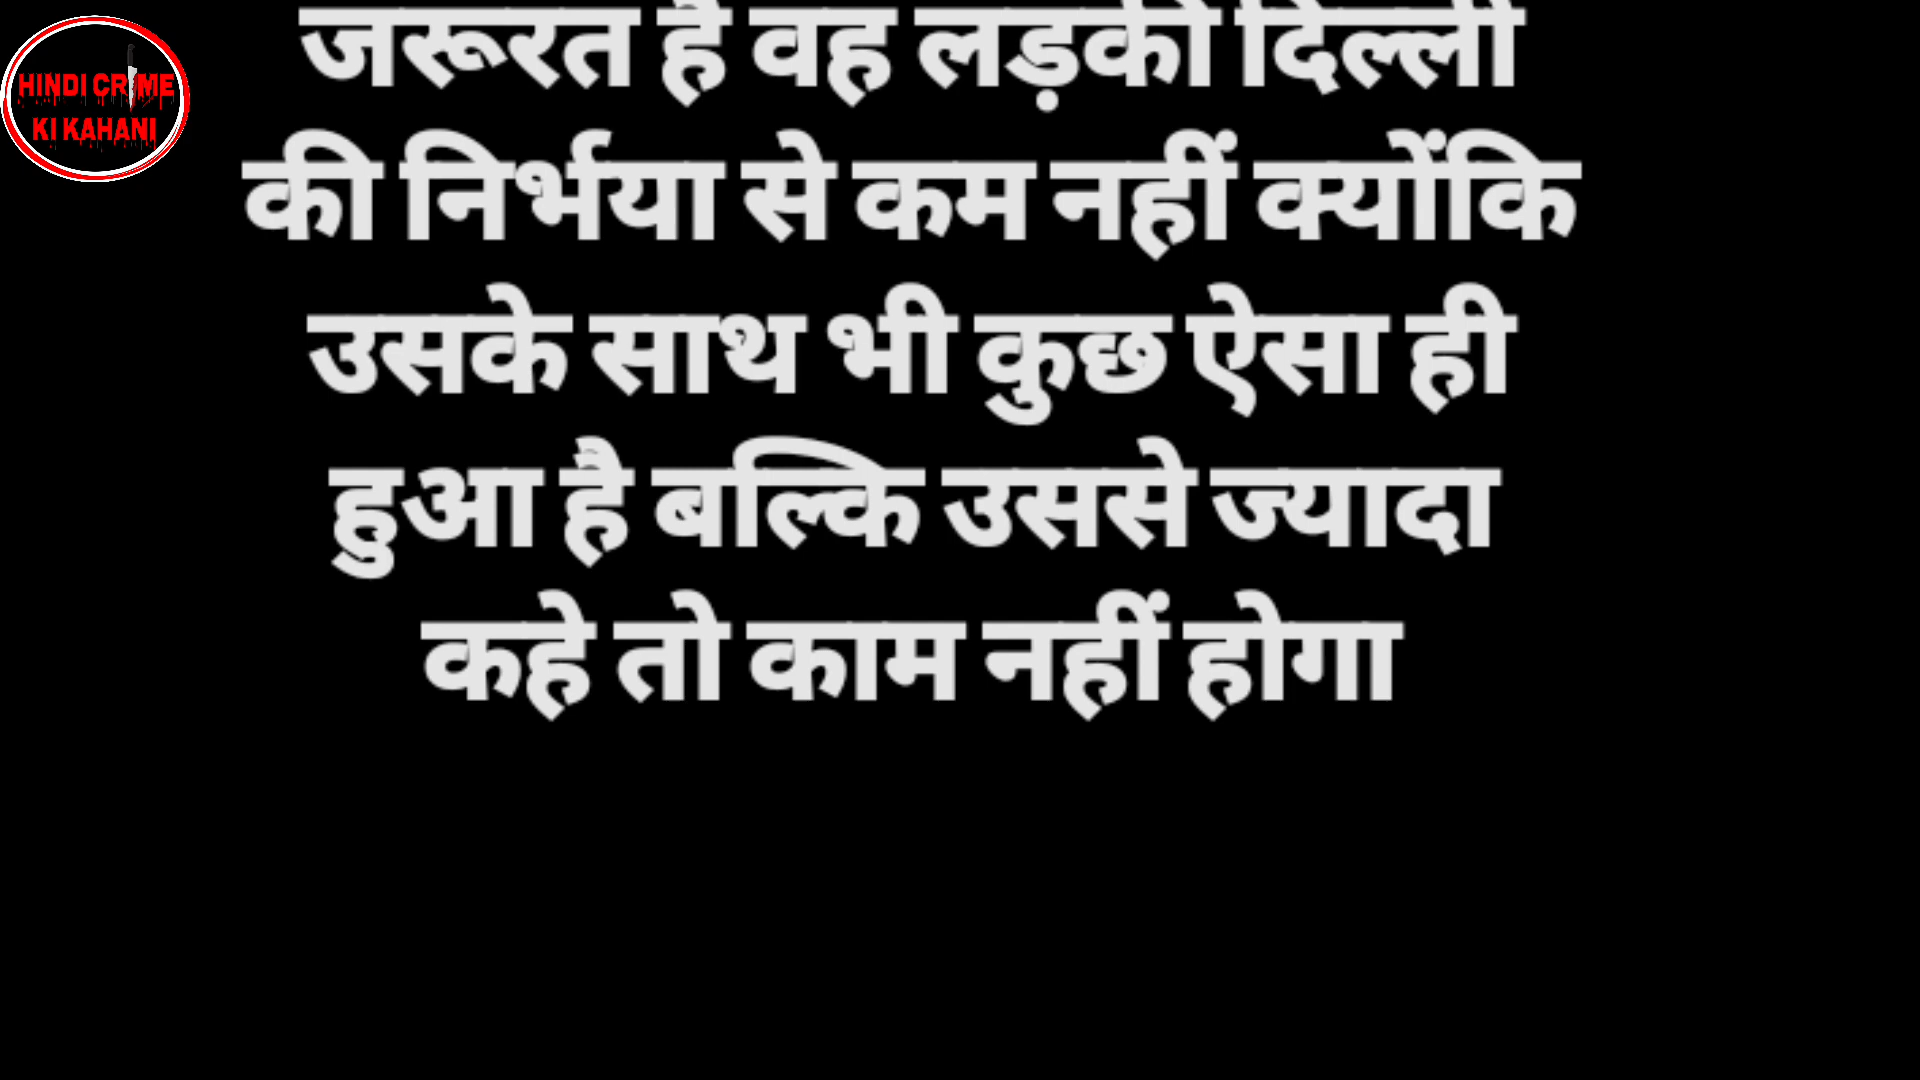 HINDI CRIME
KI KAHANI
जरूरत है वह लड़की दिल्ली
की निर्भया से कम नहीं क्योंकि
उसके साथ भी कुछ ऐसा ही
हुआ है बल्कि उससे ज्यादा
कहे तो काम नहीं होगा